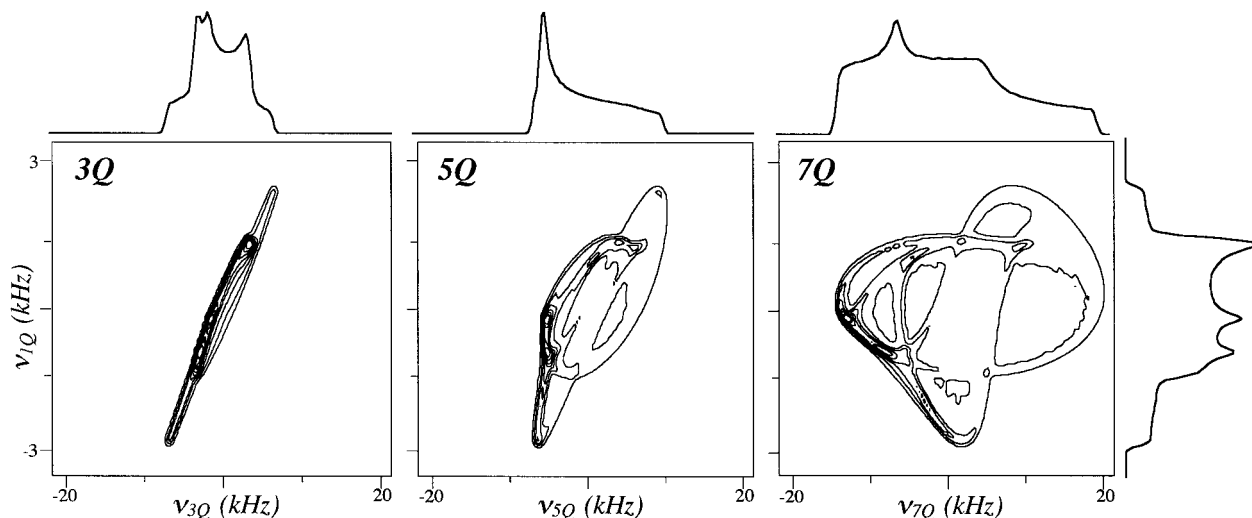 3Q
5Q
7Q
3
-3
ν1Q (kHz)
-20
20
-20
20
-20
20
ν3Q (kHz)
ν5Q (kHz)
ν7Q (kHz)